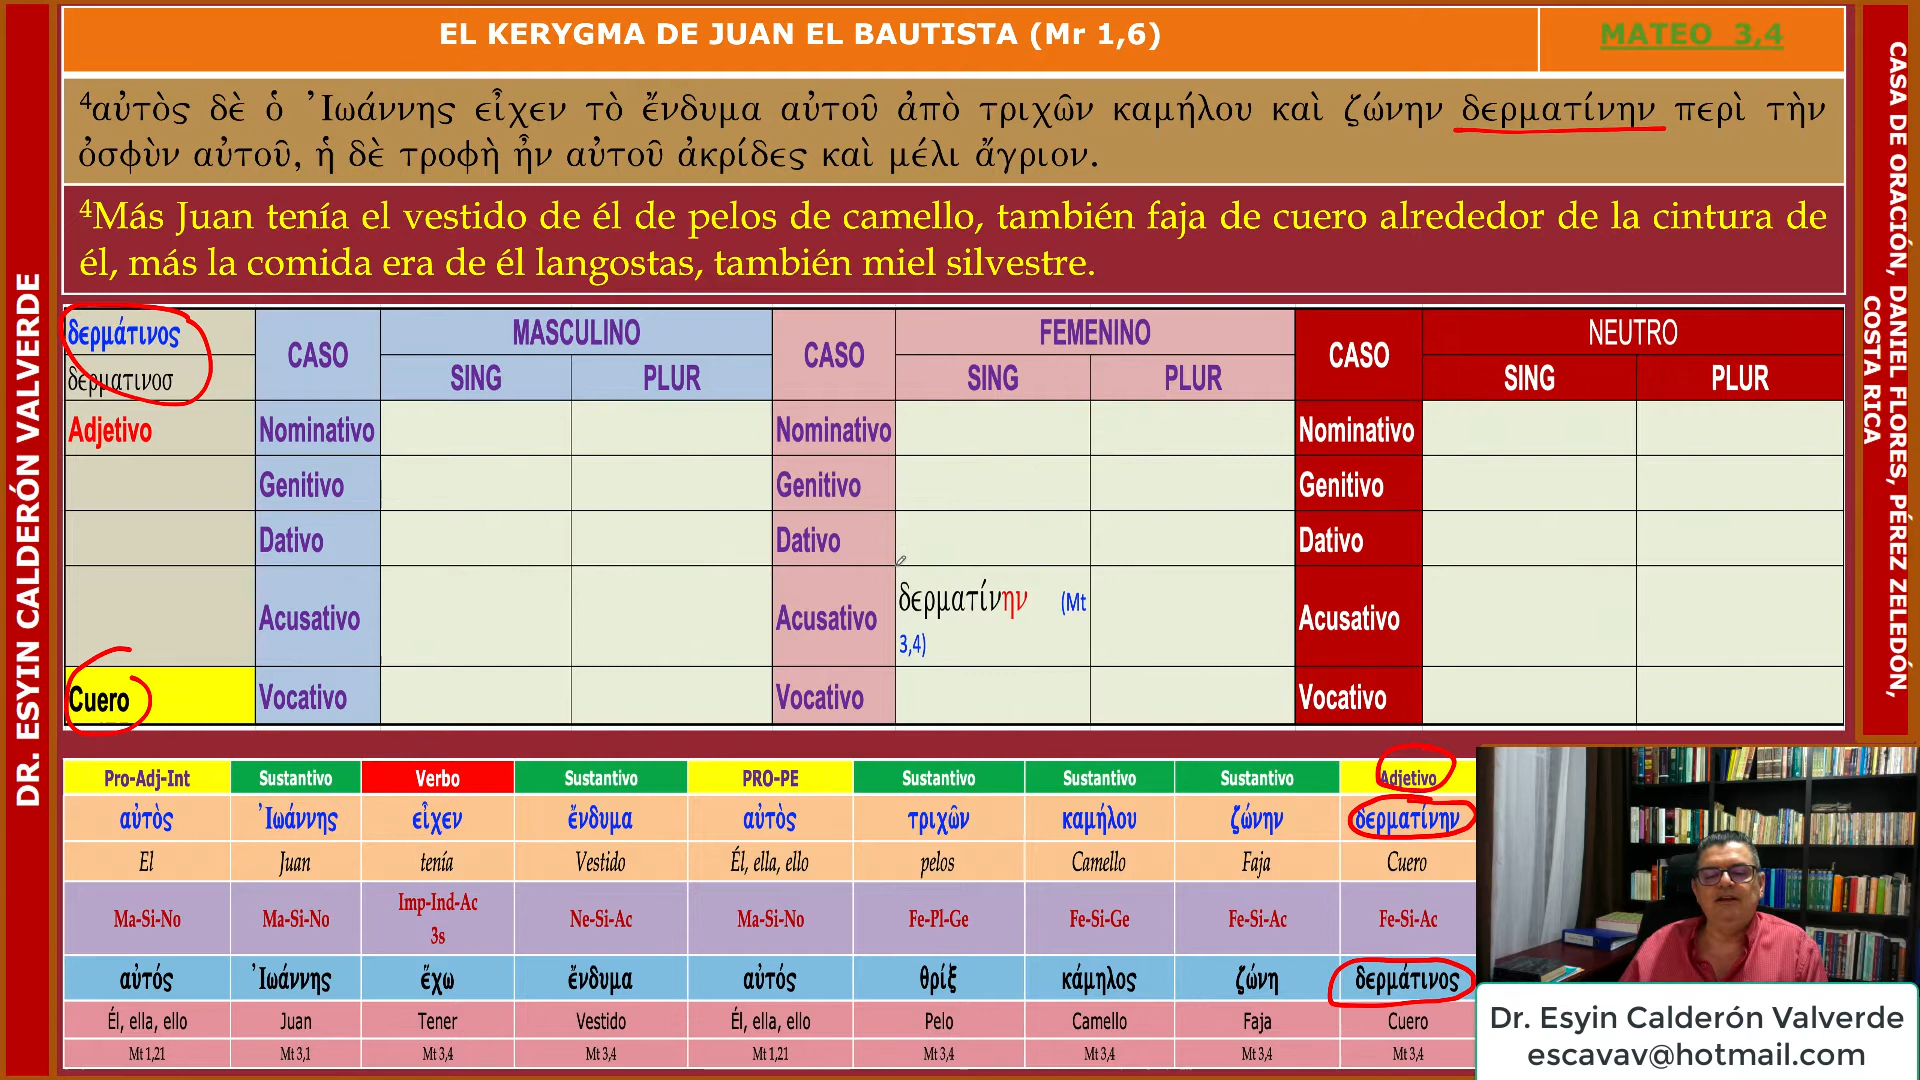 EL KERYGMA DE JUAN EL BAUTISTA (Mr 1,6)
MATEO 3,4
⁴αὐτὸς δὲ ὁ Ἰωάννης εἶχεν τὸ ἔνδυμα αὐτοῦ ἀπὸ τριχῶν καμήλου καὶ ζώνην δερματίνην περὶ τὴν
ὀσφὺν αὐτοῦ, ἡ δὲ τροφὴ ἦν αὐτοῦ ἀκρίδες καὶ μέλι ἄγριον.
⁴Más Juan tenía el vestido de él de pelos de camello, también faja de cuero alrededor de la cintura de
él, más la comida era de él langostas, también miel silvestre.
DR. ESYIN CALDERÓN VALVERDE
CASA DE ORACIÓN, DANIEL FLORES, PÉREZ ZELEDÓN,
COSTA RICA
δερμάτινος CASO MASCULINO CASO FEMENINO CASO NEUTRO
δερματινοσ SING PLUR SING PLUR SING PLUR
Adjetivo Nominativo Nominativo Nominativo
Genitivo Genitivo Genitivo
Dativo Dativo Dativo
Acusativo Acusativo δερματίνην (Mt
3,4) Acusativo
Cuero Vocativo Vocativo Vocativo
Pro-Adj-Int Sustantivo Verbo Sustantivo PRO-PE Sustantivo Sustantivo Sustantivo Adjetivo
αὐτὸς Ἰωάννης εἶχεν ἔνδυμα αὐτὸς τριχῶν καμήλου ζώνην δερματίνην
El Juan tenía Vestido Él, ella, ello pelos Camello Faja Cuero
Ma-Si-No Ma-Si-No Imp-Ind-Ac
3s Ne-Si-Ac Ma-Si-No Fe-Pl-Ge Fe-Si-Ge Fe-Si-Ac Fe-Si-Ac
αὐτός Ἰωάννης ἔχω ἔνδυμα αὐτός θρίξ κάμηλος ζώνη δερμάτινος
Él, ella, ello Juan Tener Vestido Él, ella, ello Pelo Camello Faja Cuero
Mt 1,21 Mt 3,1 Mt 3,4 Mt 3,4 Mt 1,21 Mt 3,4 Mt 3,4 Mt 3,4 Mt 3,4
Dr. Esyin Calderón Valverde
escavav@hotmail.com